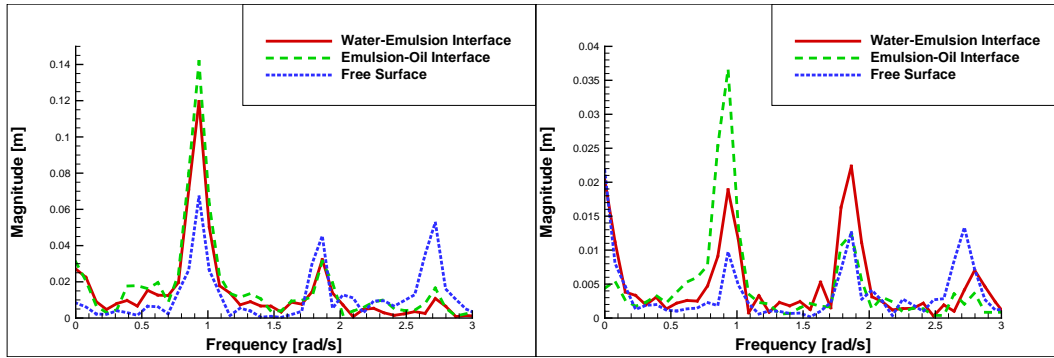 Water-Emulsion Interface
Emulsion-Oil Interface
Free Surface
Magnitude [m]
0.14
0.12
0.1
0.08
0.06
0.04
0.02
0
0 0.5 1 1.5 2 2.5 3
Frequency [rad/s]
Water-Emulsion Interface
Emulsion-Oil Interface
Free Surface
Magnitude [m]
0.04
0.035
0.03
0.025
0.02
0.015
0.01
0.005
0
0 0.5 1 1.5 2 2.5 3
Frequency [rad/s]